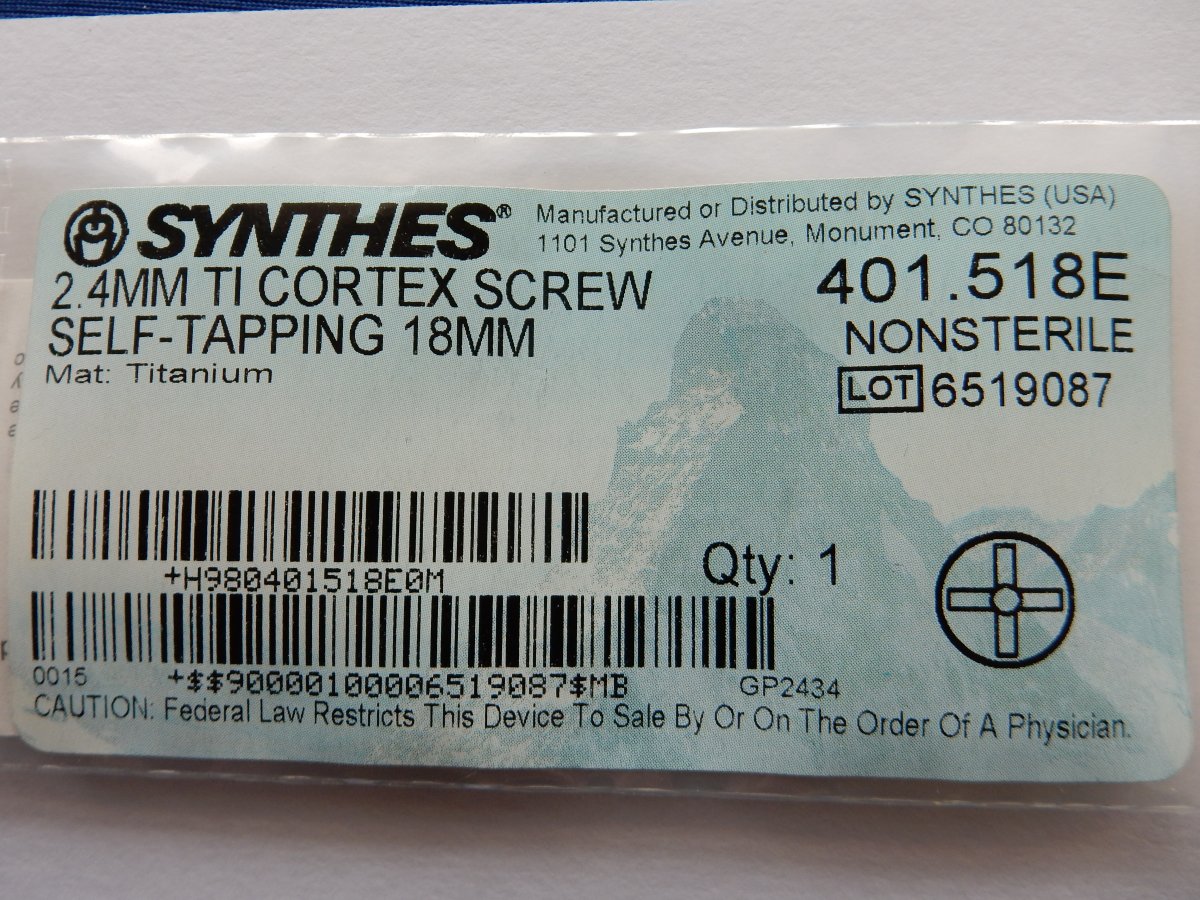 SYNTHES®
Manufactured or Distributed by SYNTHES (USA)
1101 Synthes Avenue, Monument, CO 80132
2.4MM TI CORTEX SCREW
SELF-TAPPING 18MM
Mat: Titanium
401.518E
NONSTERILE
LOT 6519087
+H980401518E0M
Qty: 1
0015
+$$90000100006519087$MB
GP2434
CAUTION: Federal Law Restricts This Device To Sale By Or On The Order Of A Physician.